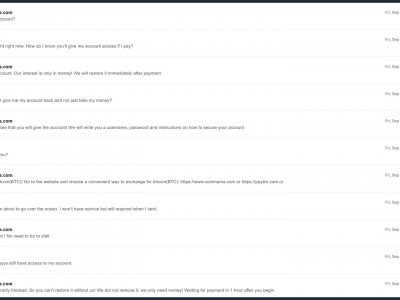 s.com
Fri, Sep
ccount?
Fri, Sep
ht right now. How do I know you'll give me account access if I pay?
s.com
Fri, Sep
count. Our interest is only in money! We will restore it immediately after payment
Fri, Sep
l give me my account back and not just take my money?
s.com
Fri, Sep
ntee that you will give the account! We will write you a username, password and instructions on how to secure your account
Fri, Sep
you?
s.com
Fri, Sep
bitcoin(BTC)! Go to the website and choose a convenient way to exchange for bitcoin(BTC): https://www.coinmama.com or https://paybis.com or
Fri, Sep
m about to go over the ocean. I won't have service but will respond when I land.
s.com
Fri, Sep
d ! No need to try to stall
Fri, Sep
guys still have access to my account.
s.com
Fri, Sep
rarily blocked. So you can't restore it without us! We did not remove it, we only need money! Waiting for payment in 1 hour after you begin